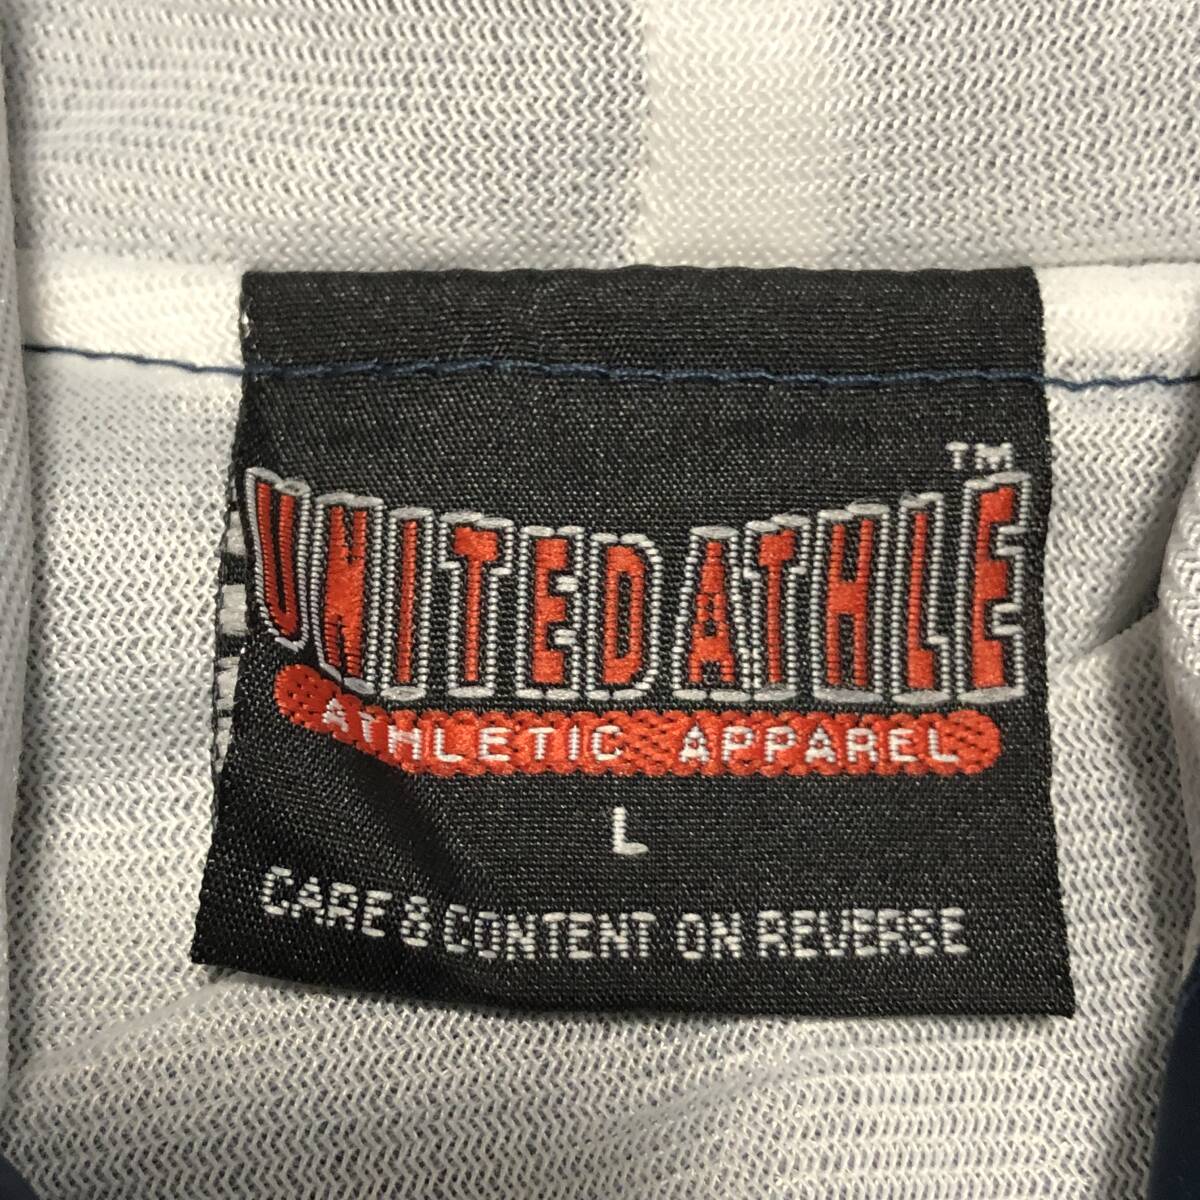 TM
UNITED ATHLE
ATHLETIC APPAREL
L
CARE & CONTENT ON REVERSE